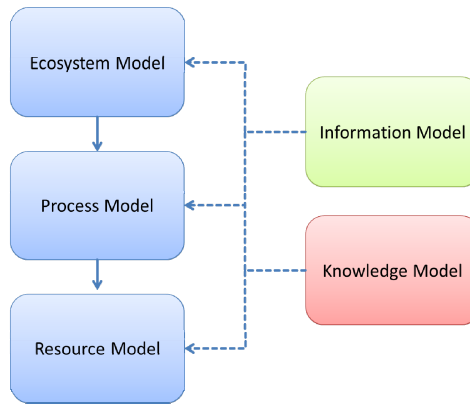 Ecosystem Model
Information Model
Process Model
Knowledge Model
Resource Model